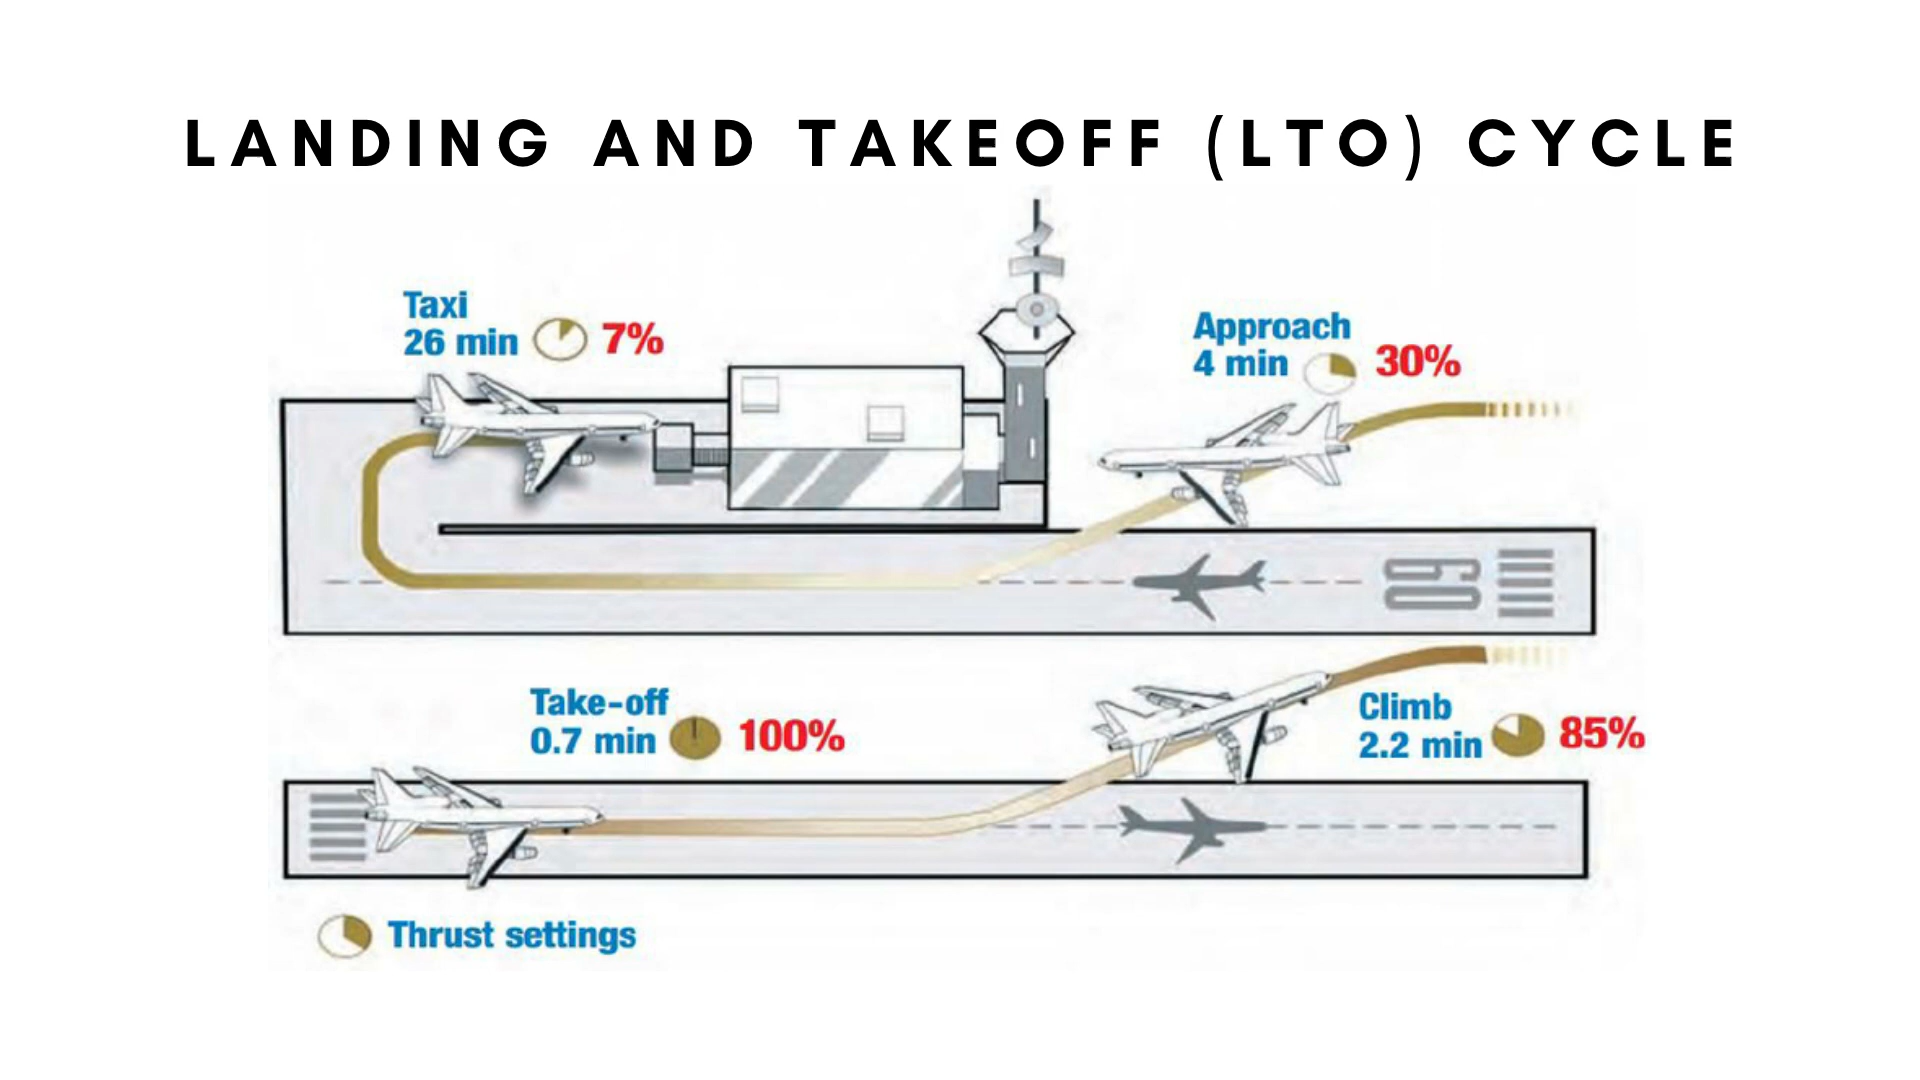 LANDING AND TAKEOFF (LTO) CYCLE
Taxi
26 min 7%
Approach
4 min 30%
09
Take-off
0.7 min 100%
Climb
2.2 min 85%
Thrust settings